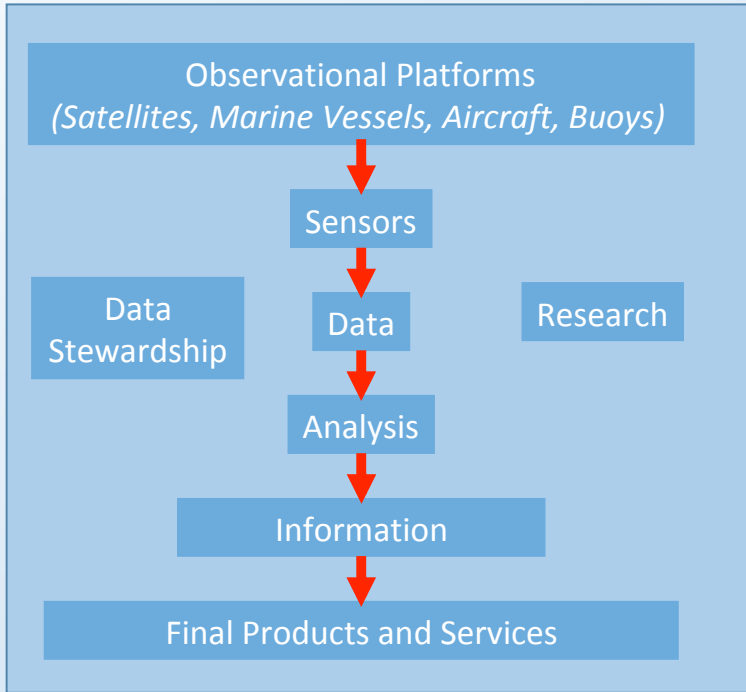 Observational Platforms
(Satellites, Marine Vessels, Aircraft, Buoys)
Sensors
Data
Stewardship
Data
Research
Analysis
Information
Final Products and Services